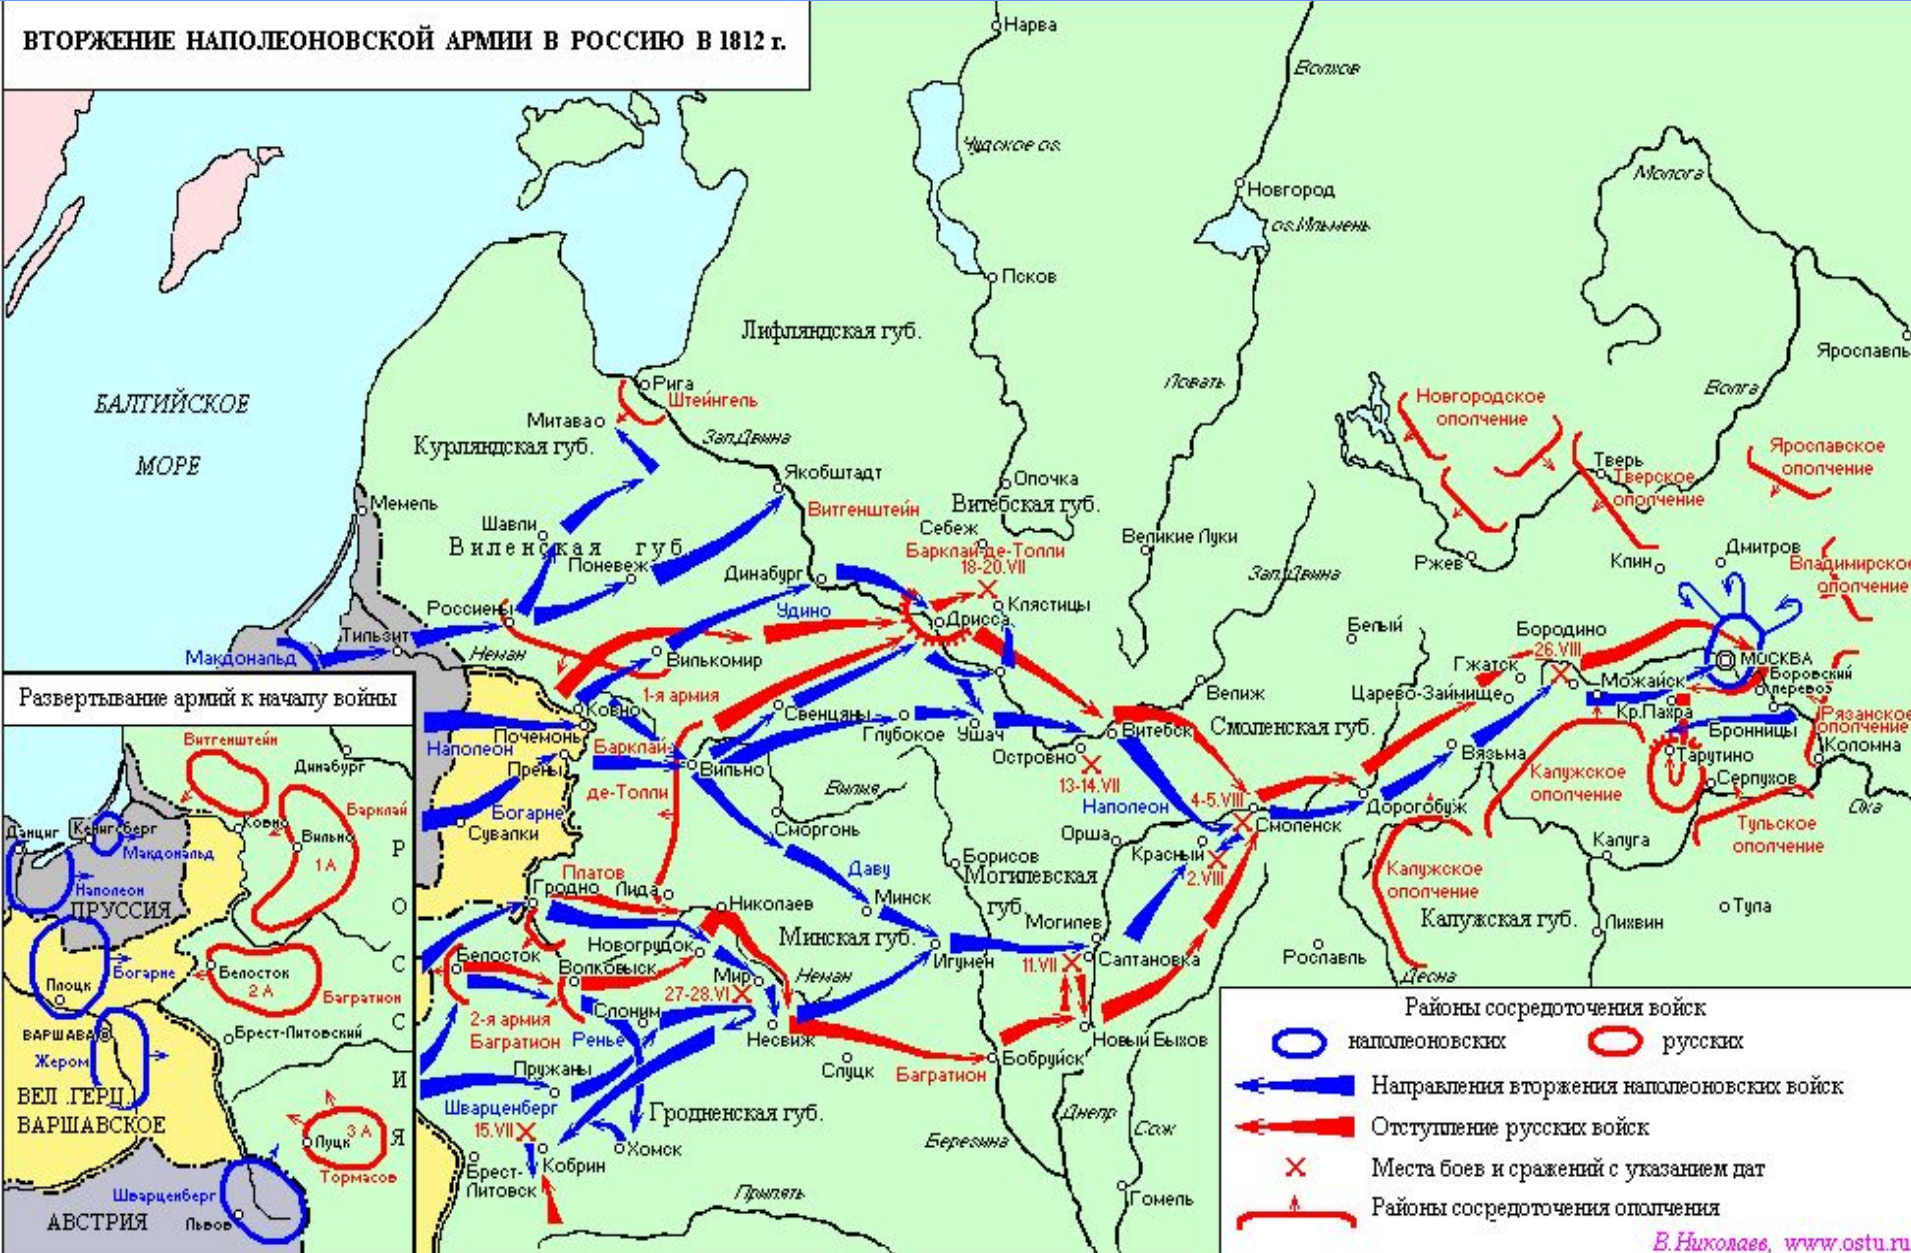 ВТОРЖЕНИЕ НАПОЛЕОНОВСКОЙ АРМИИ В РОССИЮ В 1812 г.
Нарва
Волхов
Чудское оз.
Молога
Новгород
оз.Ильмень
Псков
Лифляндская губ.
Ярославль
БАЛТИЙСКОЕ
МОРЕ
Рига
Штейнгель
Ловать
Волга
Новгородское
ополчение
Митава
Курляндская губ.
Зап.Двина
Ярославское
ополчение
Якобштадт
Тверь
Тверское
ополчение
Мемель
Опочка
Витебская губ.
Витгенштейн
Шавли
Себеж
Великие Луки
Виленская губ
Барклай-де-Толли
18-20.VII
Поневеж
Динабург
Зап.Двина
Ржев
Клин
Дмитров
Владимирское
ополчение
Россиены
Удино
Клястицы
Дрисса
Тильзит
Белый
Бородино
26.VIII
Макдональд
Неман
Вилькомир
Гжатск
МОСКВА
Боровский
перевоз
1-я армия
Велиж
Царево-Займище
Можайск
Ковно
Свенцяны
Кр.Пахра
Рязанское
ополчение
Наполеон
Почемонь
Барклай-
де-Толли
Глубокое
Ушач
Витебск
Смоленская губ.
Бронницы
Прены
Вильно
Островно
13-14.VII
Вязьма
Тарутино
Коломна
Калужское
ополчение
Серпухов
Богарне
Сувалки
Вилия
Наполеон
4-5.VIII
Дорогобуж
Ока
Сморгонь
Орша
Смоленск
Тульское
ополчение
Красный
2.VIII
Калуга
Борисов
Могилевская
губ.
Даву
Калужское
ополчение
Платов
Гродно
Лида
Николаев
Минск
Минская губ.
Могилев
Калужская губ.
Лихвин
Тула
Белосток
Новогрудок
Салтановка
11.VII
Рославль
Волковыск
Мир
27-28.VI
Неман
Игумен
Десна
Слоним
2-я армия
Багратион
Ренье
Несвиж
Новый Быхов
Бобруйск
Слуцк
Багратион
Пружаны
Шварценберг
15.VII
Гродненская губ.
Днепр
Сож
Березина
Хомск
Кобрин
Брест-
Литовск
Припять
Гомель
Развертывание армий к началу войны
Витгенштейн
Динабург
Барклай
Ковно
Вильно
1 А
Данциг
Кенигсберг
Макдональд
Наполеон
ПРУССИЯ
Богарне
Белосток
2 А
Багратион
Плоцк
ВАРШАВА
Брест-Литовский
Жером
ВЕЛ .ГЕРЦ.
ВАРШАВСКОЕ
Луцк
3 А
Тормасов
Шварценберг
АВСТРИЯ
Львов
Р
О
С
С
И
Я
Районы сосредоточения войск
наполеоновских
русских
Направления вторжения наполеоновских войск
Отступление русских войск
Места боев и сражений с указанием дат
Районы сосредоточения ополчения
В.Николаев, www.ostu.ru